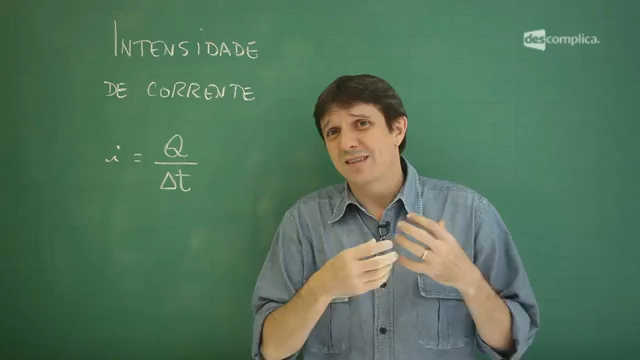 INTENSIDADE
DE CORRENTE
i = Q / Δt
descomplica.